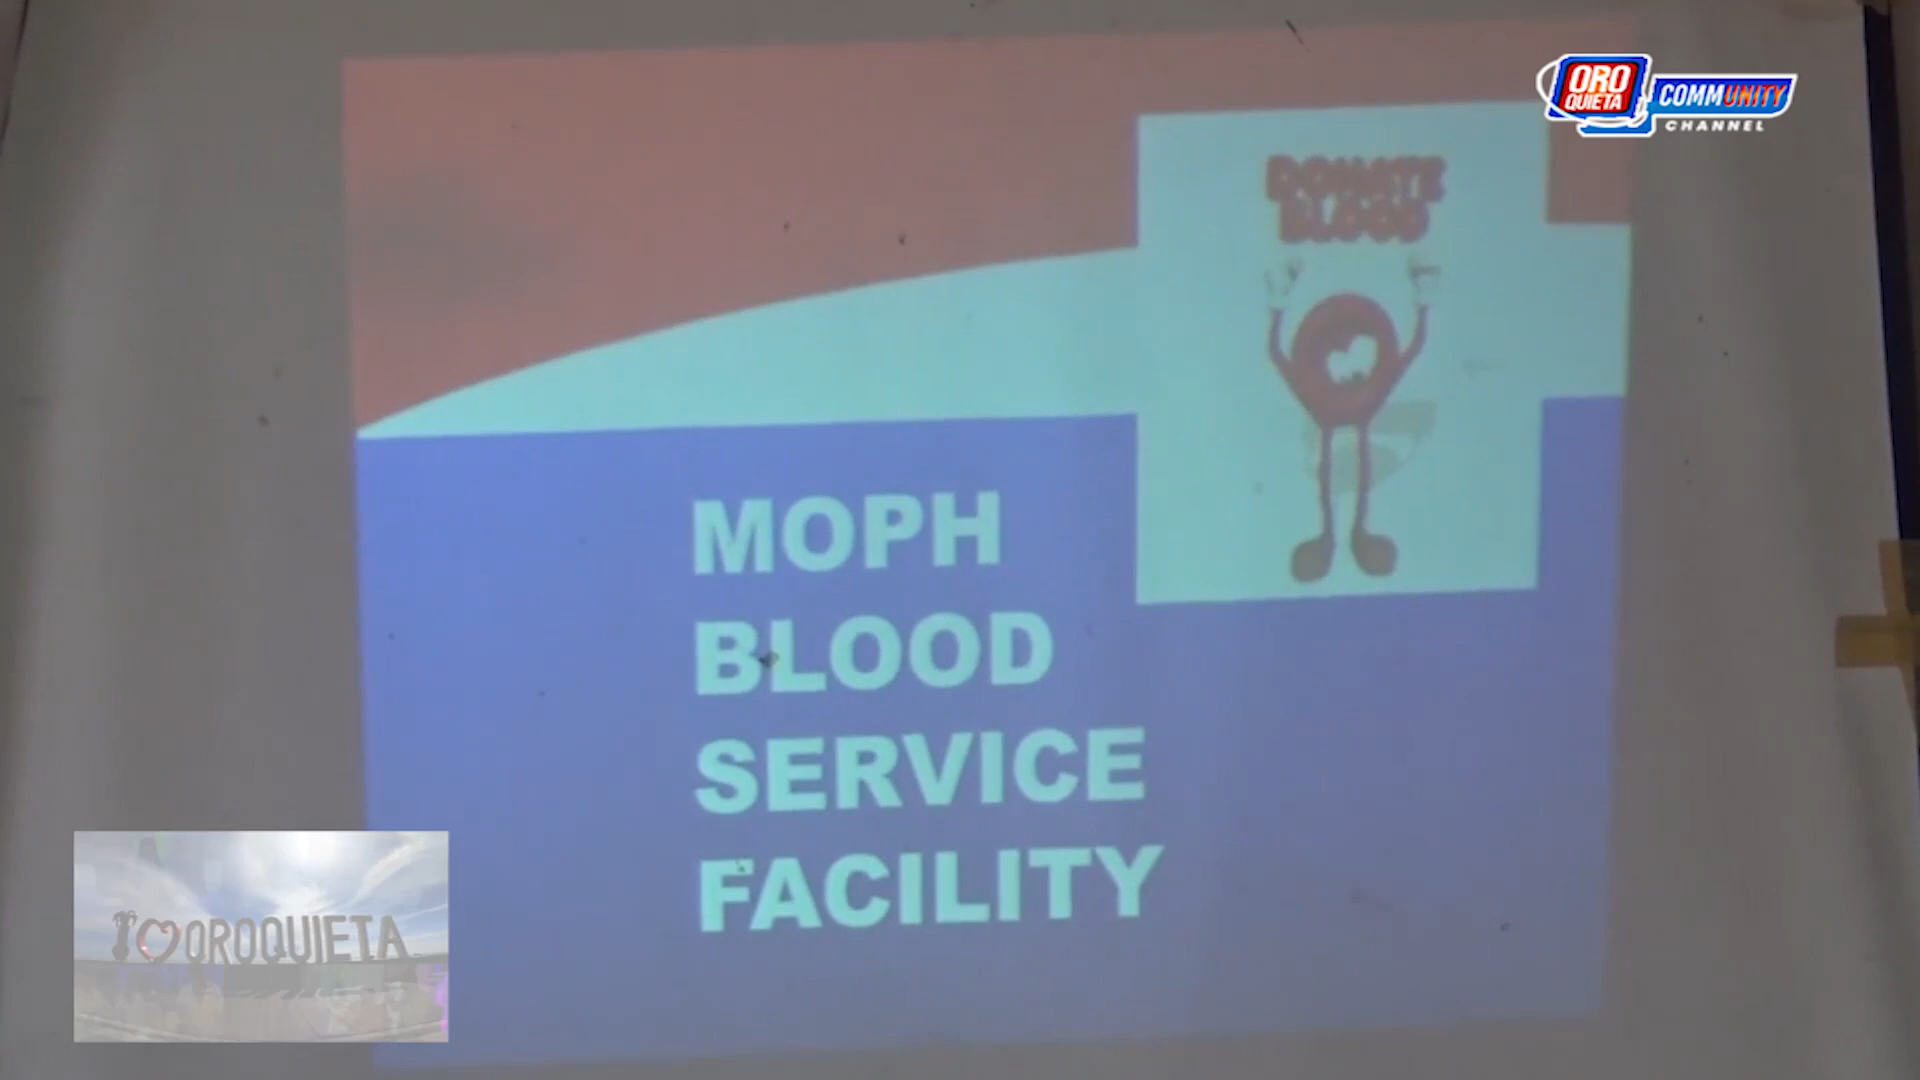 ORO
QUIETA
COMMUNITY
CHANNEL
DONATE
BLOOD
MOPH
BLOOD
SERVICE
FACILITY
I OROQUIETA